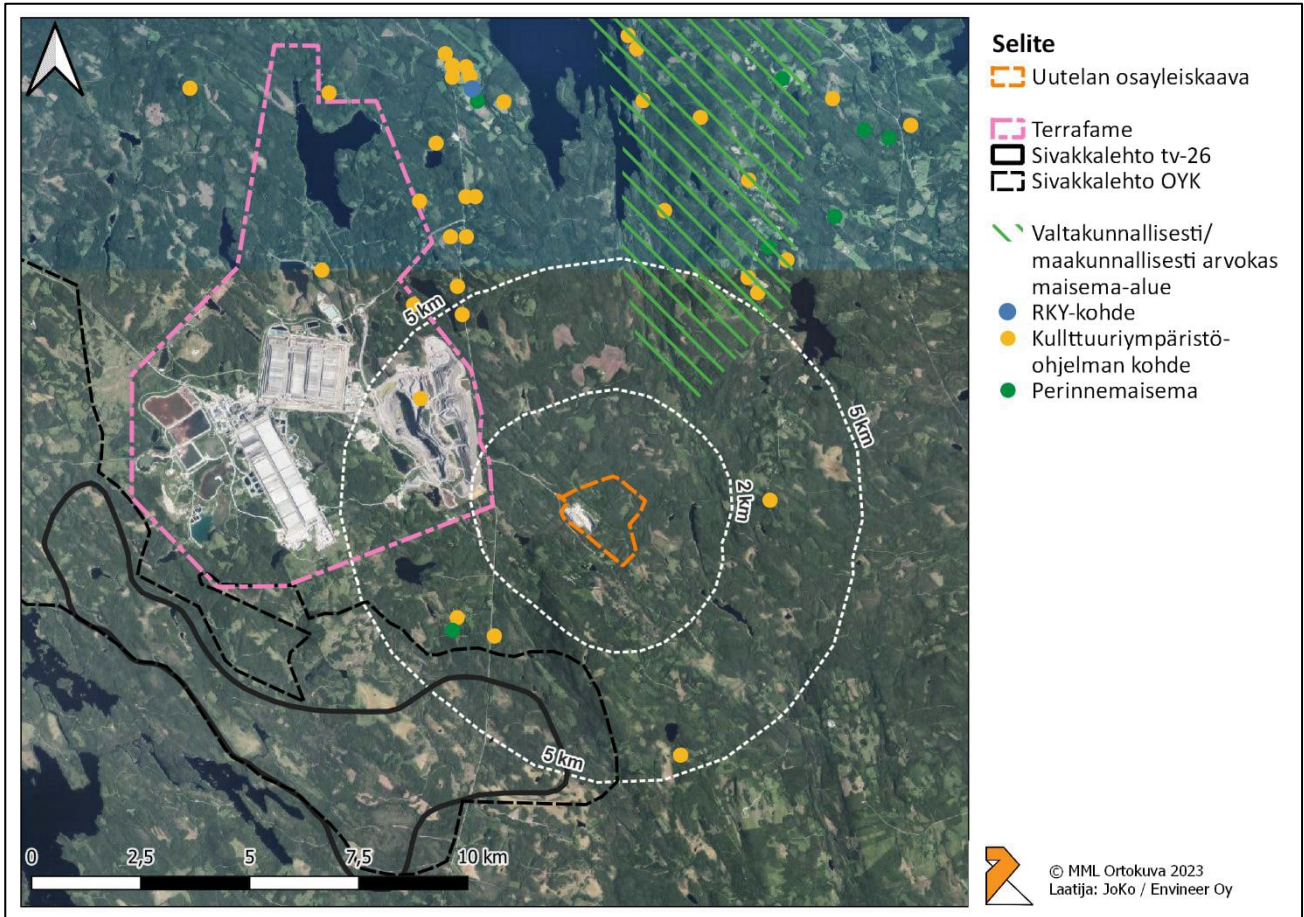 Selite
Uutelan osayleiskaava
Terrafame
Sivakkalehto tv-26
Sivakkalehto OYK
Valtakunnallisesti/
maakunnallisesti arvokas
maisema-alue
RKY-kohde
Kullttuuriympäristö-
ohjelman kohde
Perinnemaisema
5 km
5 km
2 km
5 km
0 2,5 5 7,5 10 km
© MML Ortokuva 2023
Laatija: JoKo / Envineer Oy